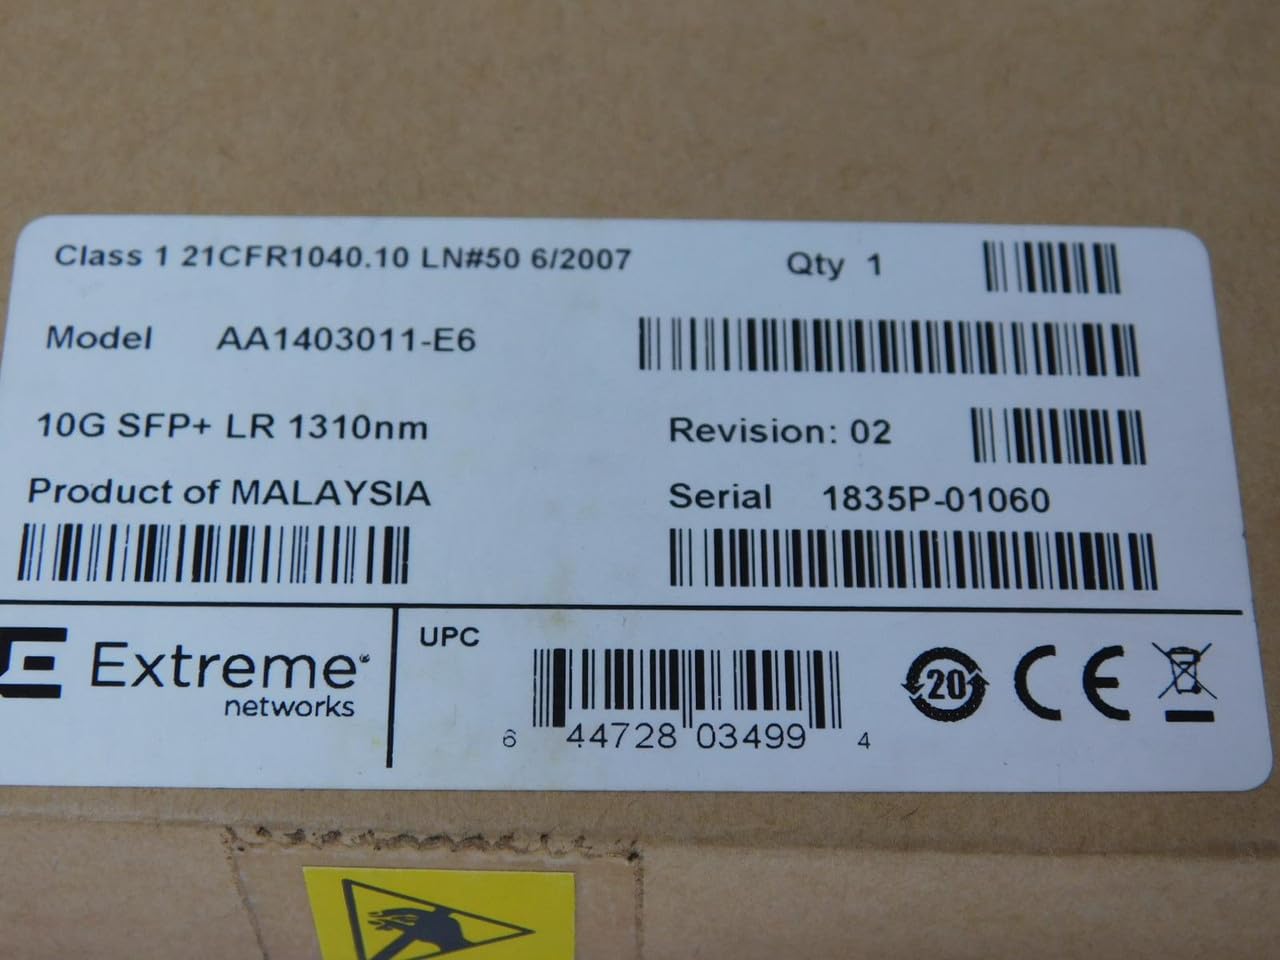 Class 1 21CFR1040.10 LN#50 6/2007
Qty 1
Model AA1403011-E6
10G SFP+ LR 1310nm
Revision: 02
Product of MALAYSIA
Serial 1835P-01060
Extreme
networks
UPC
6 44728 03499 4
20
CE